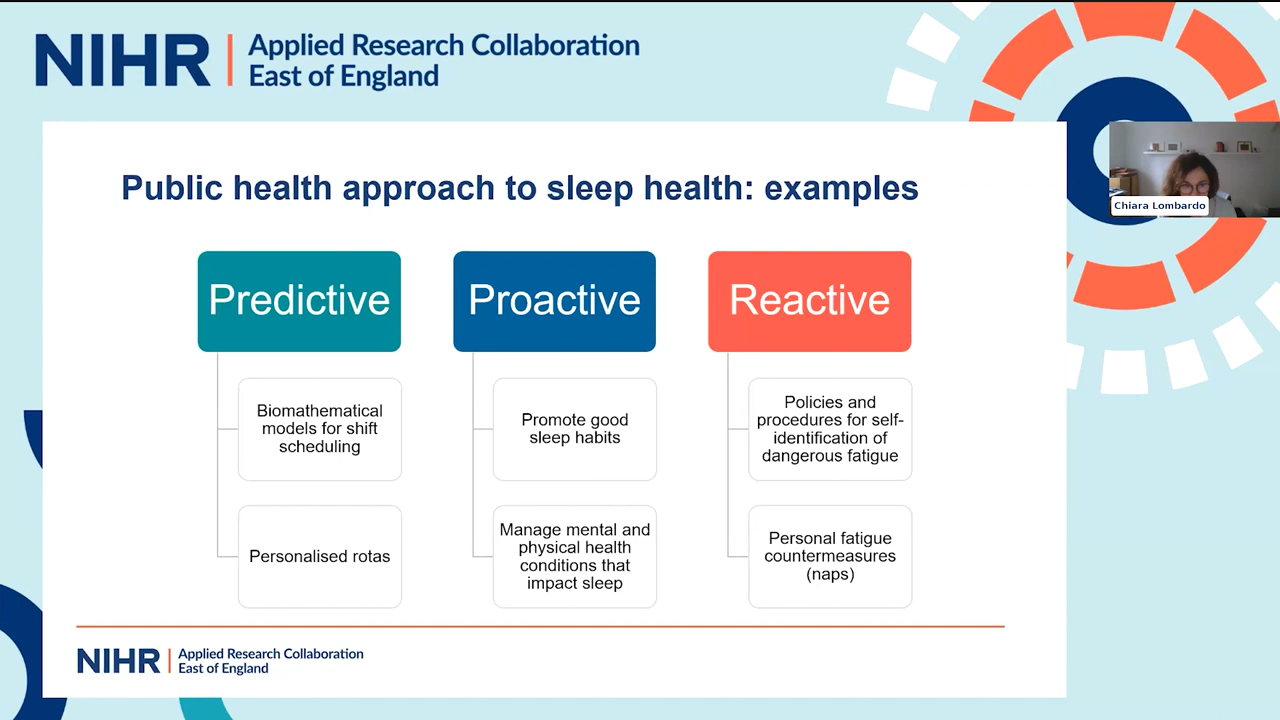 NIHR | Applied Research Collaboration
East of England
Chiara Lombardo
Public health approach to sleep health: examples
Predictive
Biomathematical
models for shift
scheduling
Personalised rotas
Proactive
Promote good
sleep habits
Manage mental and
physical health
conditions that
impact sleep
Reactive
Policies and
procedures for self-
identification of
dangerous fatigue
Personal fatigue
countermeasures
(naps)
NIHR | Applied Research Collaboration
East of England